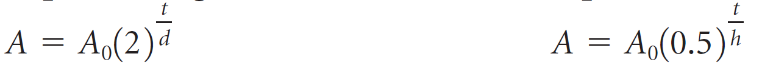 A = A₀(2)^(t/d) A = A₀(0.5)^(t/h)